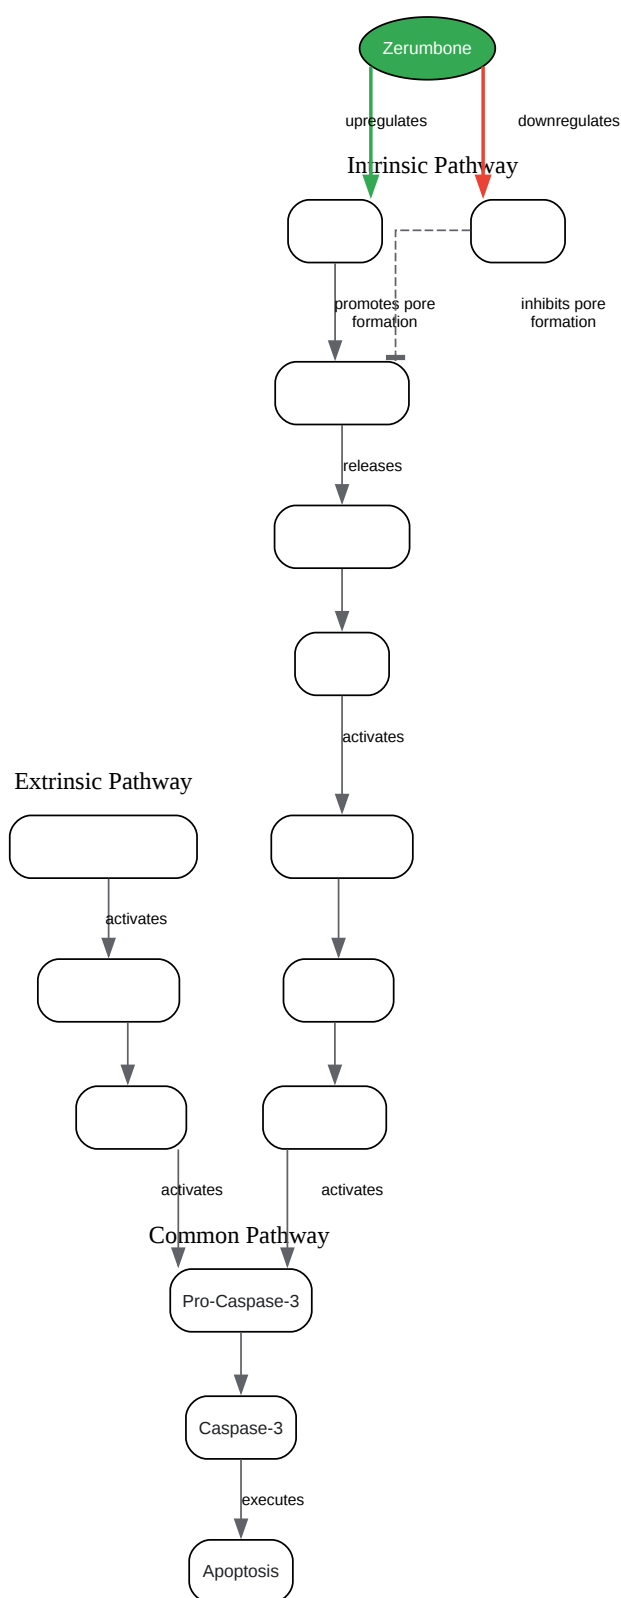 Zerumbone
upregulates
downregulates
Intrinsic Pathway
promotes pore
formation
inhibits pore
formation
releases
activates
Extrinsic Pathway
activates
activates
activates
Common Pathway
Pro-Caspase-3
Caspase-3
executes
Apoptosis